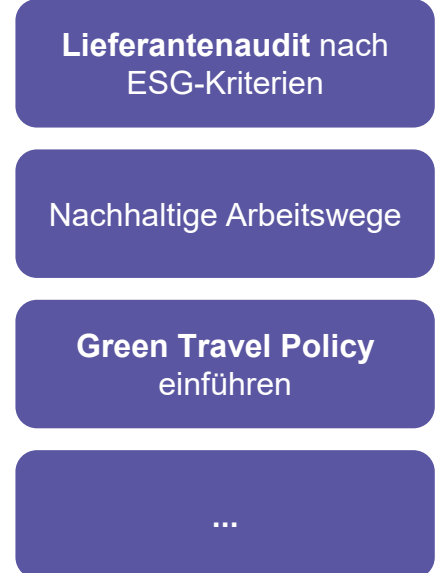 Lieferantenaudit nach
ESG-Kriterien
Nachhaltige Arbeitswege
Green Travel Policy
einführen
...